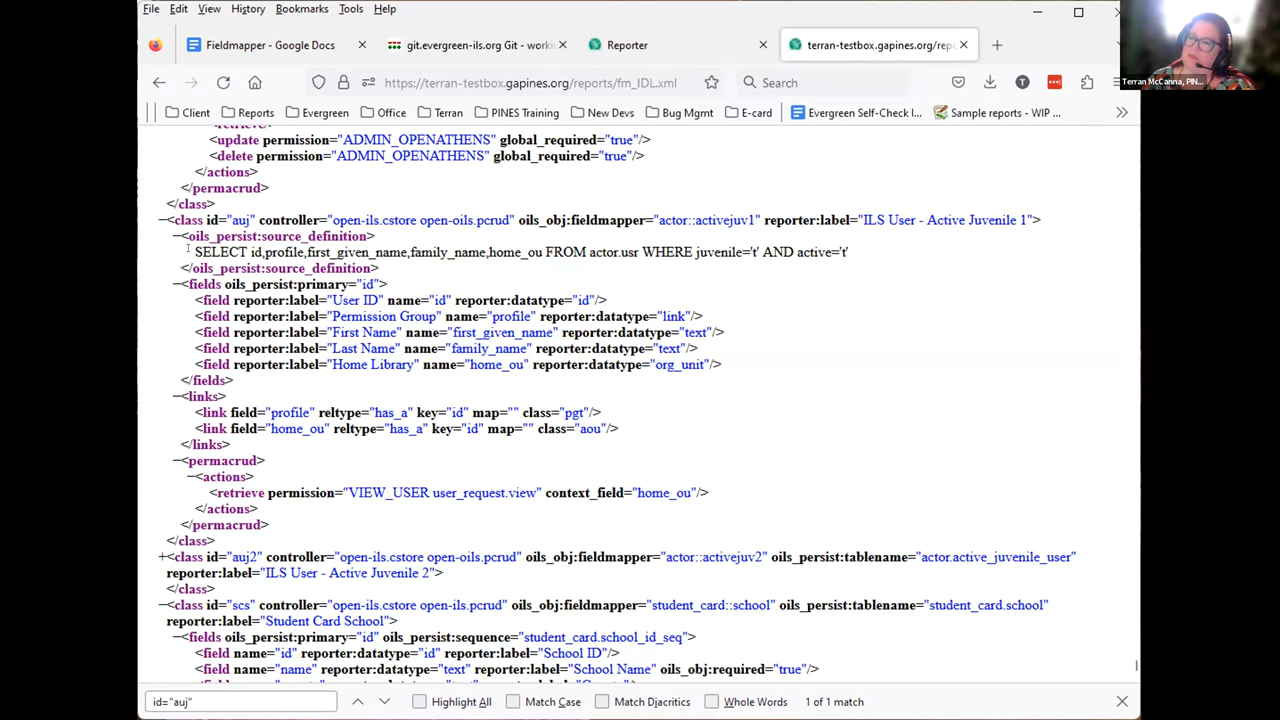 File Edit View History Bookmarks Tools Help
Fieldmapper - Google Docs
git.evergreen-ils.org Git - worki
Reporter
terran-testbox.gapines.org/repo
https://terran-testbox.gapines.org/reports/fm_IDL.xml
Search
Client Reports Evergreen Office Terran PINES Training New Devs Bug Mgmt E-card Evergreen Self-Check I... Sample reports - WIP ...
Terran McCanna, PIN...
<update permission="ADMIN_OPENATHENS" global_required="true"/>
<delete permission="ADMIN_OPENATHENS" global_required="true"/>
</actions>
</permacrud>
</class>
−<class id="auj" controller="open-ils.cstore open-oils.pcrud" oils_obj:fieldmapper="actor::activejuv1" reporter:label="ILS User - Active Juvenile 1">
−<oils_persist:source_definition>
SELECT id,profile,first_given_name,family_name,home_ou FROM actor.usr WHERE juvenile='t' AND active='t'
</oils_persist:source_definition>
−<fields oils_persist:primary="id">
<field reporter:label="User ID" name="id" reporter:datatype="id"/>
<field reporter:label="Permission Group" name="profile" reporter:datatype="link"/>
<field reporter:label="First Name" name="first_given_name" reporter:datatype="text"/>
<field reporter:label="Last Name" name="family_name" reporter:datatype="text"/>
<field reporter:label="Home Library" name="home_ou" reporter:datatype="org_unit"/>
</fields>
−<links>
<link field="profile" reltype="has_a" key="id" map="" class="pgt"/>
<link field="home_ou" reltype="has_a" key="id" map="" class="aou"/>
</links>
−<permacrud>
−<actions>
<retrieve permission="VIEW_USER user_request.view" context_field="home_ou"/>
</actions>
</permacrud>
</class>
+<class id="auj2" controller="open-ils.cstore open-oils.pcrud" oils_obj:fieldmapper="actor::activejuv2" oils_persist:tablename="actor.active_juvenile_user"
reporter:label="ILS User - Active Juvenile 2">
</class>
−<class id="scs" controller="open-ils.cstore open-ils.pcrud" oils_obj:fieldmapper="student_card::school" oils_persist:tablename="student_card.school"
reporter:label="Student Card School">
−<fields oils_persist:primary="id" oils_persist:sequence="student_card.school_id_seq">
<field name="id" reporter:datatype="id" reporter:label="School ID"/>
<field name="name" reporter:datatype="text" reporter:label="School Name" oils_obj:required="true"/>
id="auj"
Highlight All Match Case Match Diacritics Whole Words 1 of 1 match